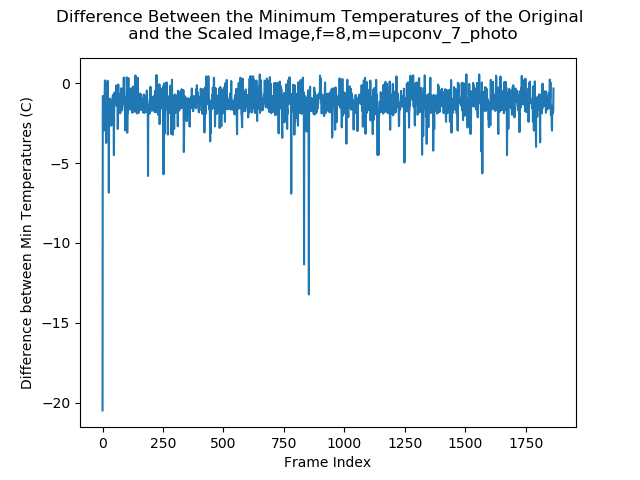 Difference Between the Minimum Temperatures of the Original
and the Scaled Image,f=8,m=upconv_7_photo
Difference between Min Temperatures (C)
0
−5
−10
−15
−20
0 250 500 750 1000 1250 1500 1750
Frame Index